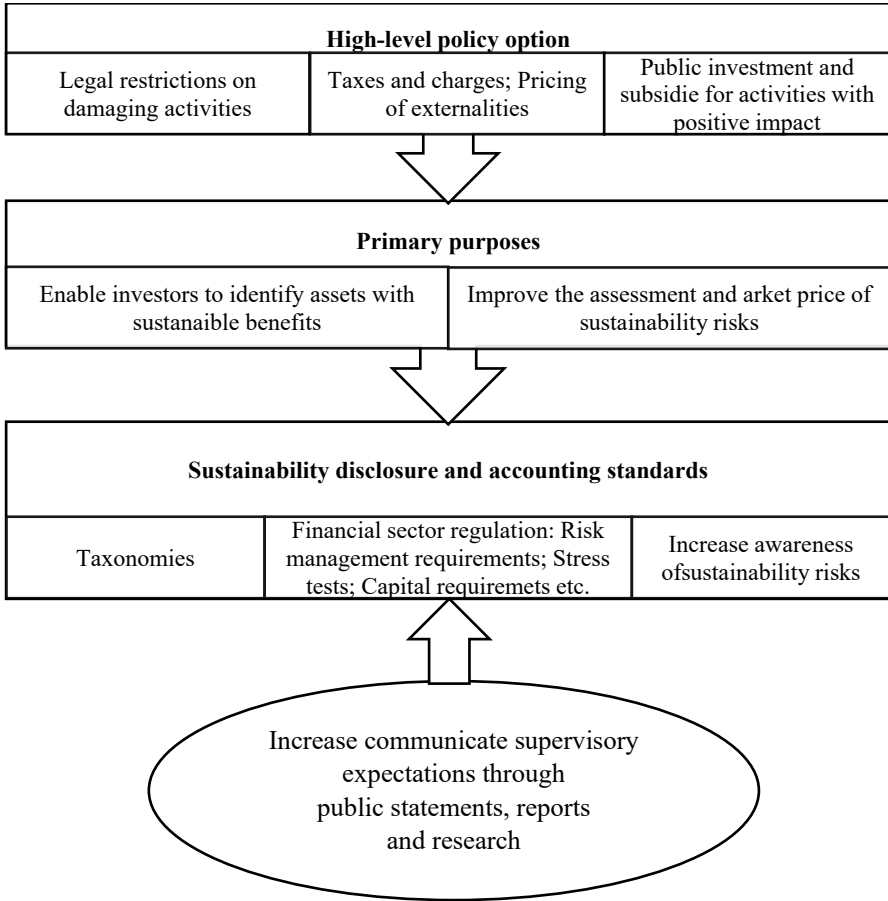 High-level policy option
Legal restrictions on
damaging activities
Taxes and charges; Pricing
of externalities
Public investment and
subsidie for activities with
positive impact
Primary purposes
Enable investors to identify assets with
sustanaible benefits
Improve the assessment and arket price of
sustainability risks
Sustainability disclosure and accounting standards
Taxonomies
Financial sector regulation: Risk
management requirements; Stress
tests; Capital requiremets etc.
Increase awareness
ofsustainability risks
Increase communicate supervisory
expectations through
public statements, reports
and research